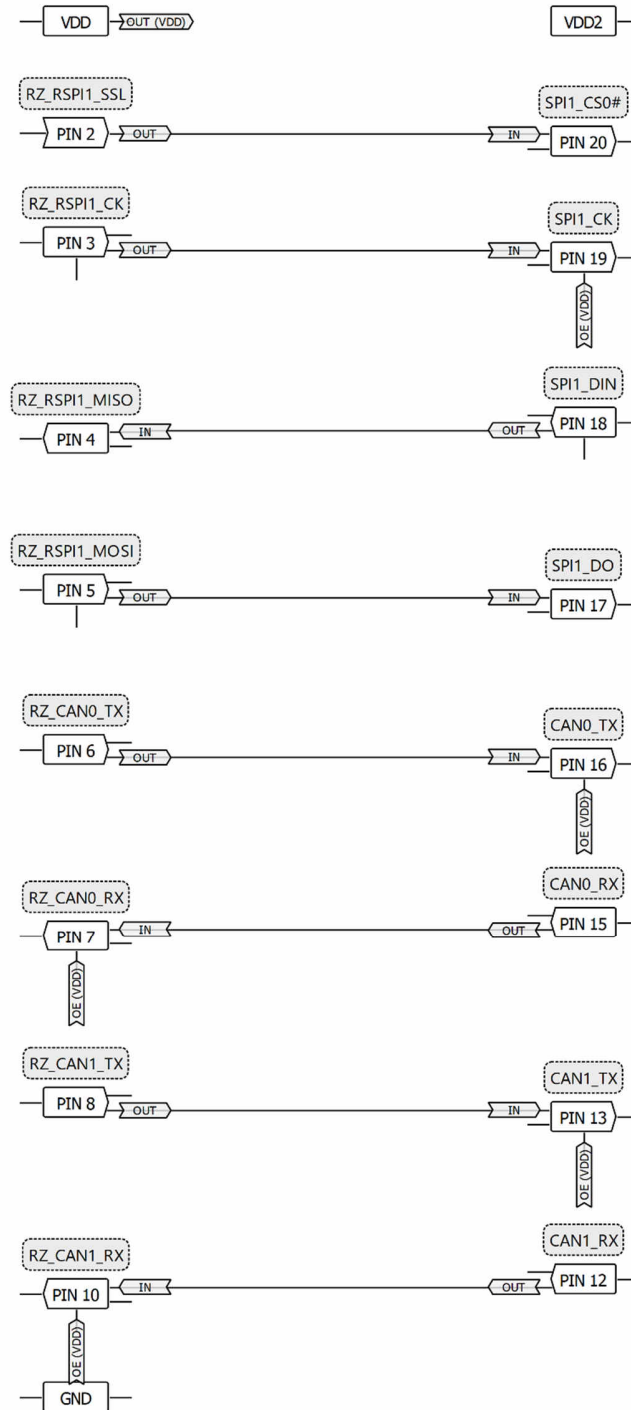 VDD OUT (VDD) VDD2
RZ_RSPI1_SSL SPI1_CS0#
PIN 2 OUT IN PIN 20
RZ_RSPI1_CK SPI1_CK
PIN 3 OUT IN PIN 19
OE (VDD)
RZ_RSPI1_MISO SPI1_DIN
PIN 4 IN OUT PIN 18
RZ_RSPI1_MOSI SPI1_DO
PIN 5 OUT IN PIN 17
RZ_CAN0_TX CAN0_TX
PIN 6 OUT IN PIN 16
OE (VDD)
RZ_CAN0_RX CAN0_RX
PIN 7 IN OUT PIN 15
OE (VDD)
RZ_CAN1_TX CAN1_TX
PIN 8 OUT IN PIN 13
OE (VDD)
RZ_CAN1_RX CAN1_RX
PIN 10 IN OUT PIN 12
OE (VDD)
GND